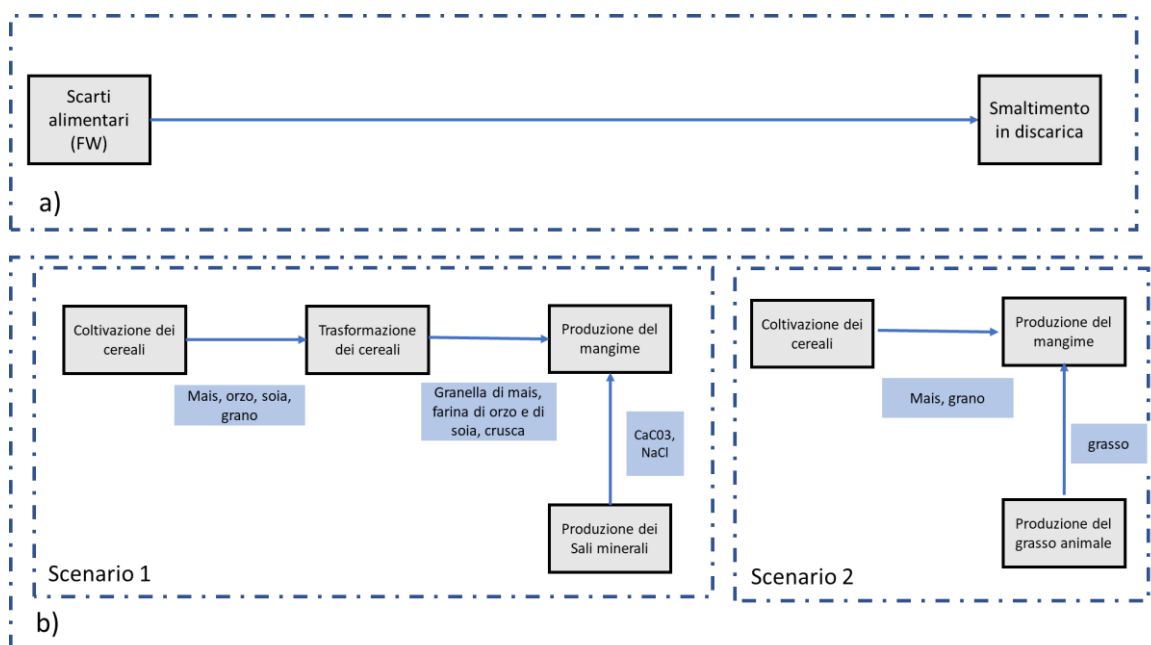 Scarti
alimentari
(FW)
Smaltimento
in discarica
a)
Coltivazione dei
cereali
Trasformazione
dei cereali
Produzione del
mangime
Mais, orzo, soia,
grano
Granella di mais,
farina di orzo e di
soia, crusca
CaC03,
NaCl
Produzione dei
Sali minerali
Scenario 1
Coltivazione dei
cereali
Produzione del
mangime
Mais, grano
grasso
Produzione del
grasso animale
Scenario 2
b)